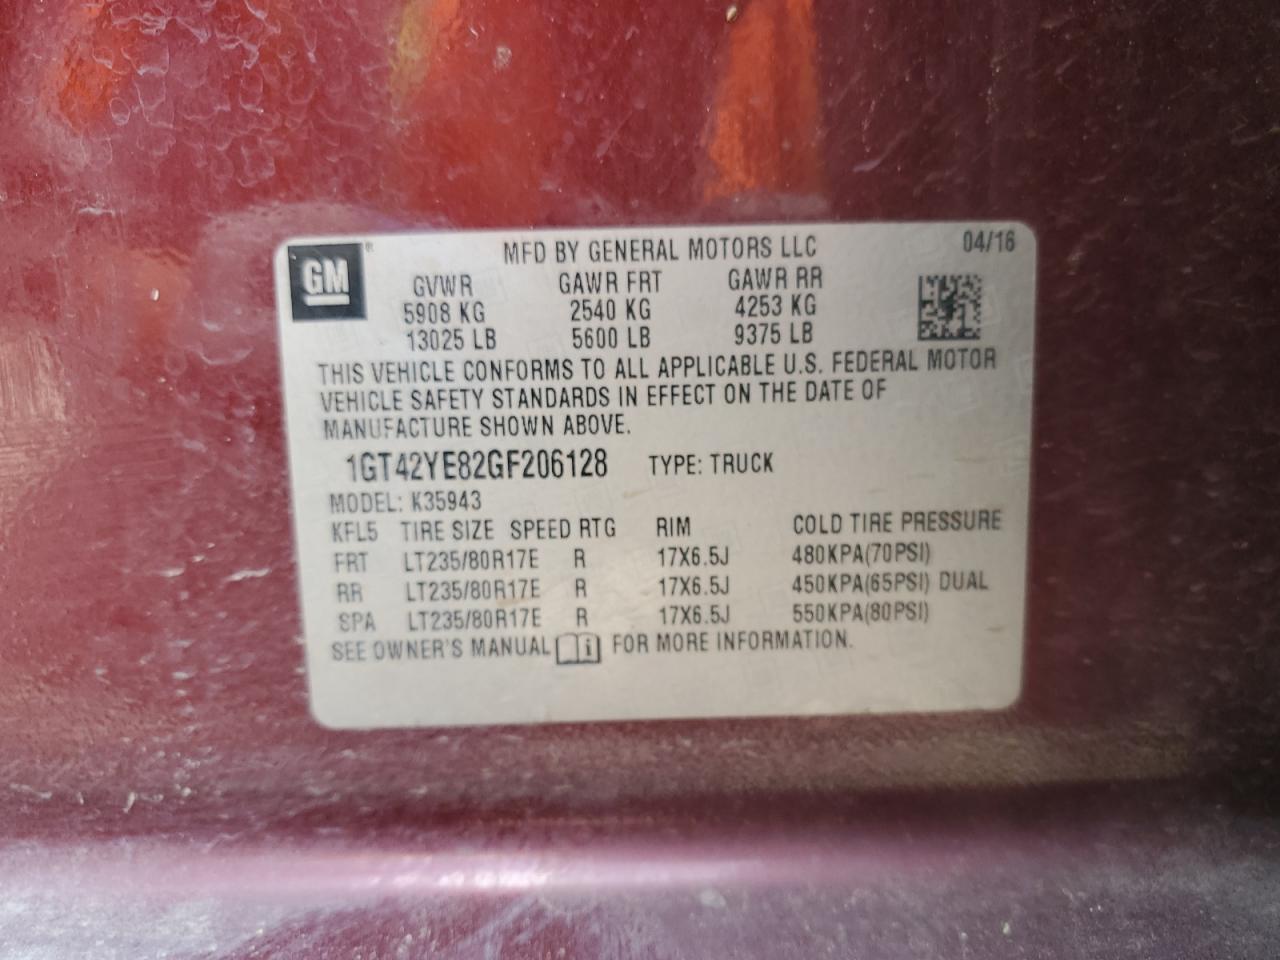 GM®
MFD BY GENERAL MOTORS LLC 04/16
GVWR GAWR FRT GAWR RR
5908 KG 2540 KG 4253 KG
13025 LB 5600 LB 9375 LB
THIS VEHICLE CONFORMS TO ALL APPLICABLE U.S. FEDERAL MOTOR
VEHICLE SAFETY STANDARDS IN EFFECT ON THE DATE OF
MANUFACTURE SHOWN ABOVE.
1GT42YE82GF206128 TYPE: TRUCK
MODEL: K35943
KFL5 TIRE SIZE SPEED RTG RIM COLD TIRE PRESSURE
FRT LT235/80R17E R 17X6.5J 480KPA(70PSI)
RR LT235/80R17E R 17X6.5J 450KPA(65PSI) DUAL
SPA LT235/80R17E R 17X6.5J 550KPA(80PSI)
SEE OWNER'S MANUAL i FOR MORE INFORMATION.